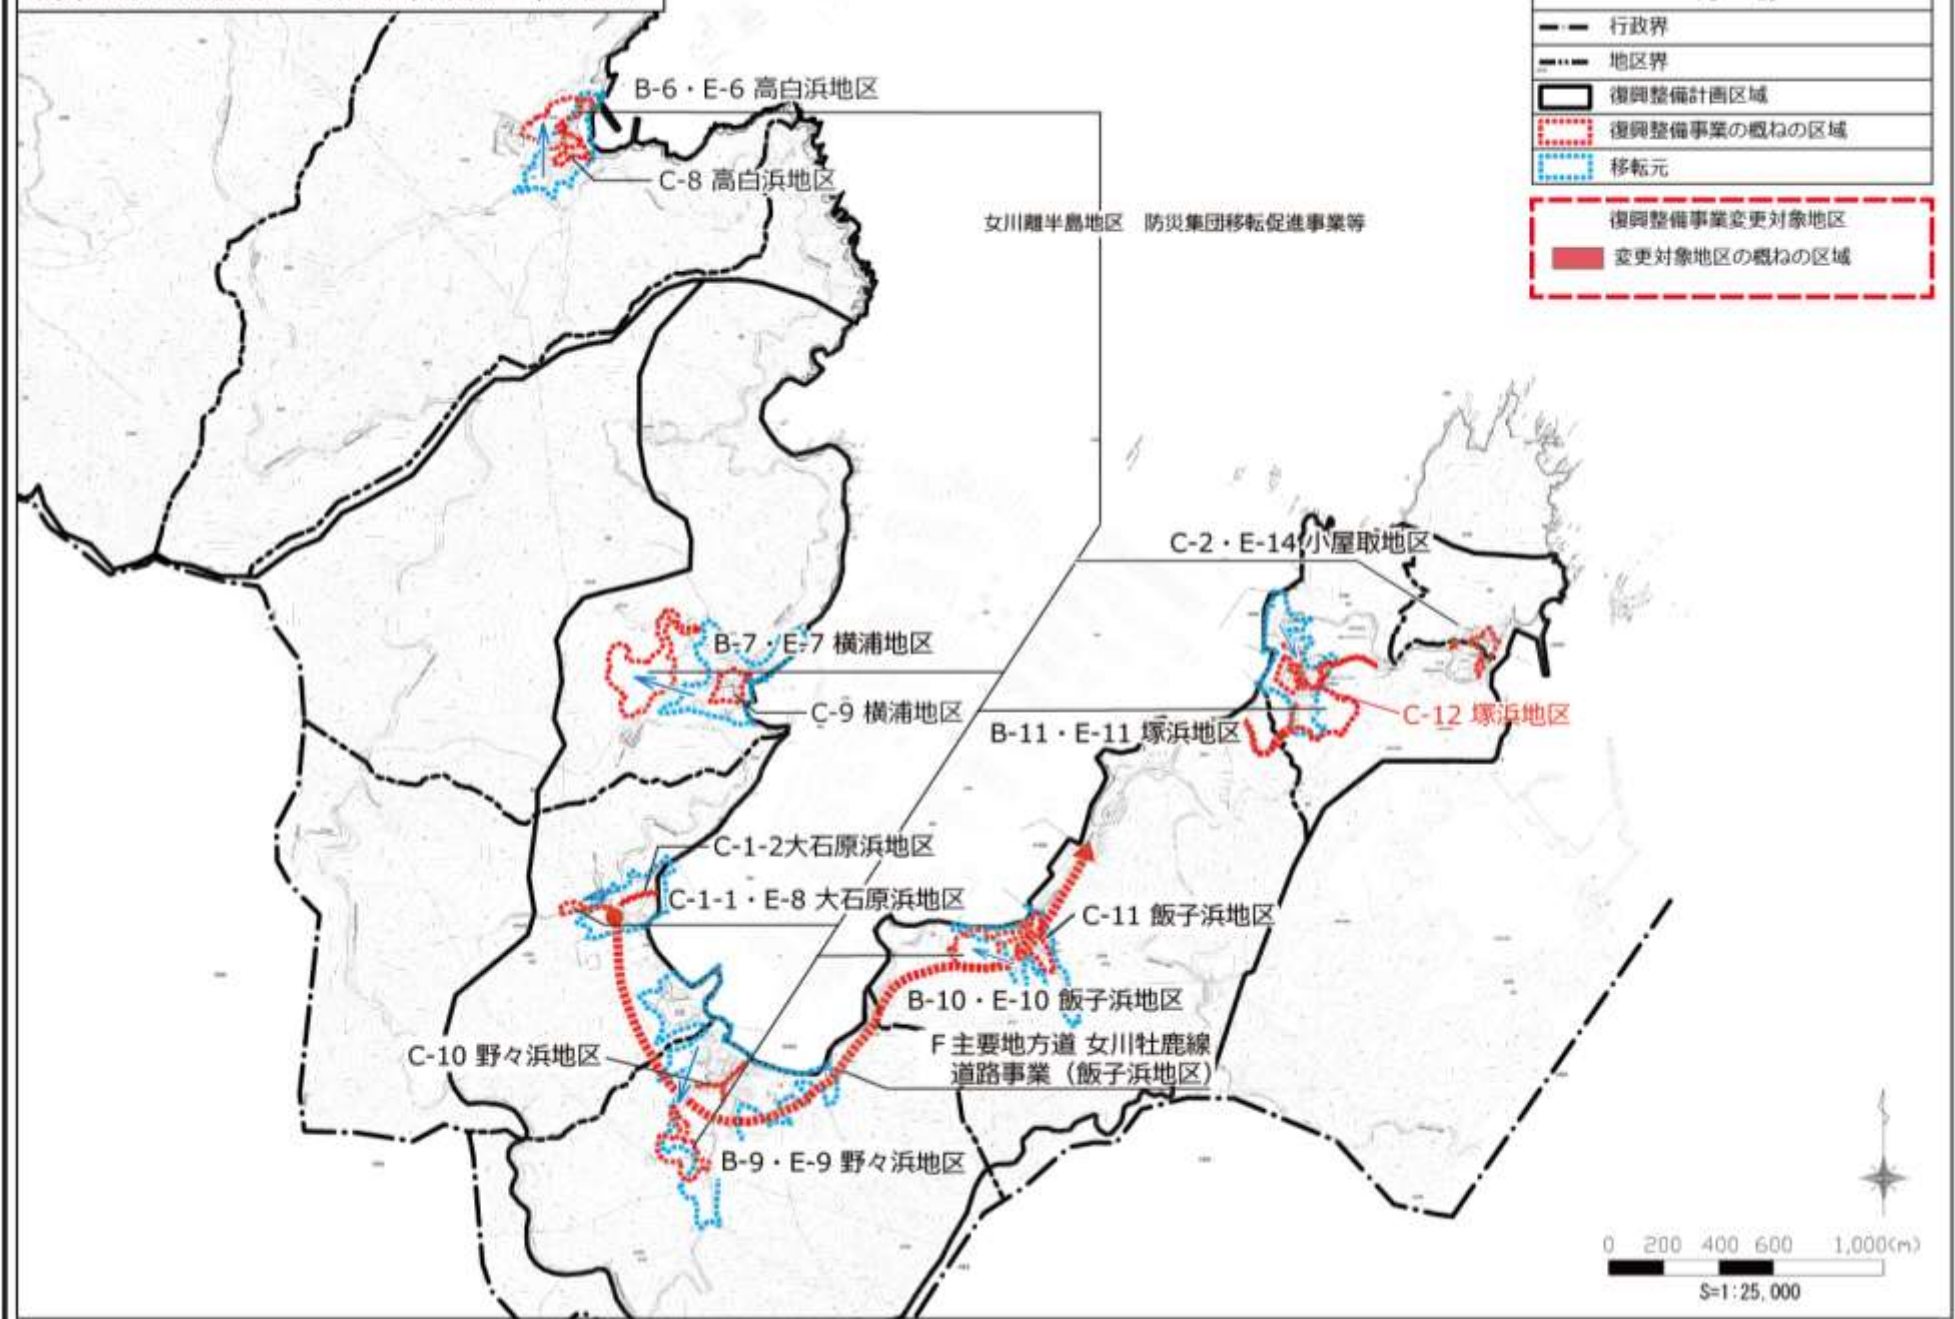 行政界
地区界
復興整備計画区域
復興整備事業の概ねの区域
移転元
復興整備事業変更対象地区
変更対象地区の概ねの区域
B-6・E-6 高白浜地区
C-8 高白浜地区
女川離半島地区 防災集団移転促進事業等
C-2・E-14 小屋取地区
B-7・E-7 横浦地区
C-9 横浦地区
C-12 塚浜地区
B-11・E-11 塚浜地区
C-1-2大石原浜地区
C-1-1・E-8 大石原浜地区
C-11 飯子浜地区
B-10・E-10 飯子浜地区
F 主要地方道 女川牡鹿線
道路事業（飯子浜地区）
C-10 野々浜地区
B-9・E-9 野々浜地区
0 200 400 600 1,000(m)
S=1:25,000